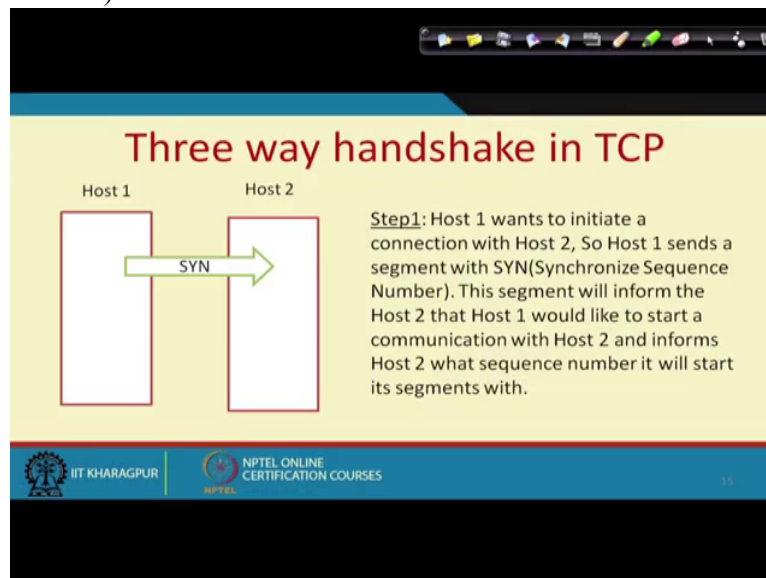 Three way handshake in TCP
Host 1
Host 2
SYN
Step1: Host 1 wants to initiate a
connection with Host 2, So Host 1 sends a
segment with SYN(Synchronize Sequence
Number). This segment will inform the
Host 2 that Host 1 would like to start a
communication with Host 2 and informs
Host 2 what sequence number it will start
its segments with.
IIT KHARAGPUR
NPTEL
NPTEL ONLINE
CERTIFICATION COURSES
15